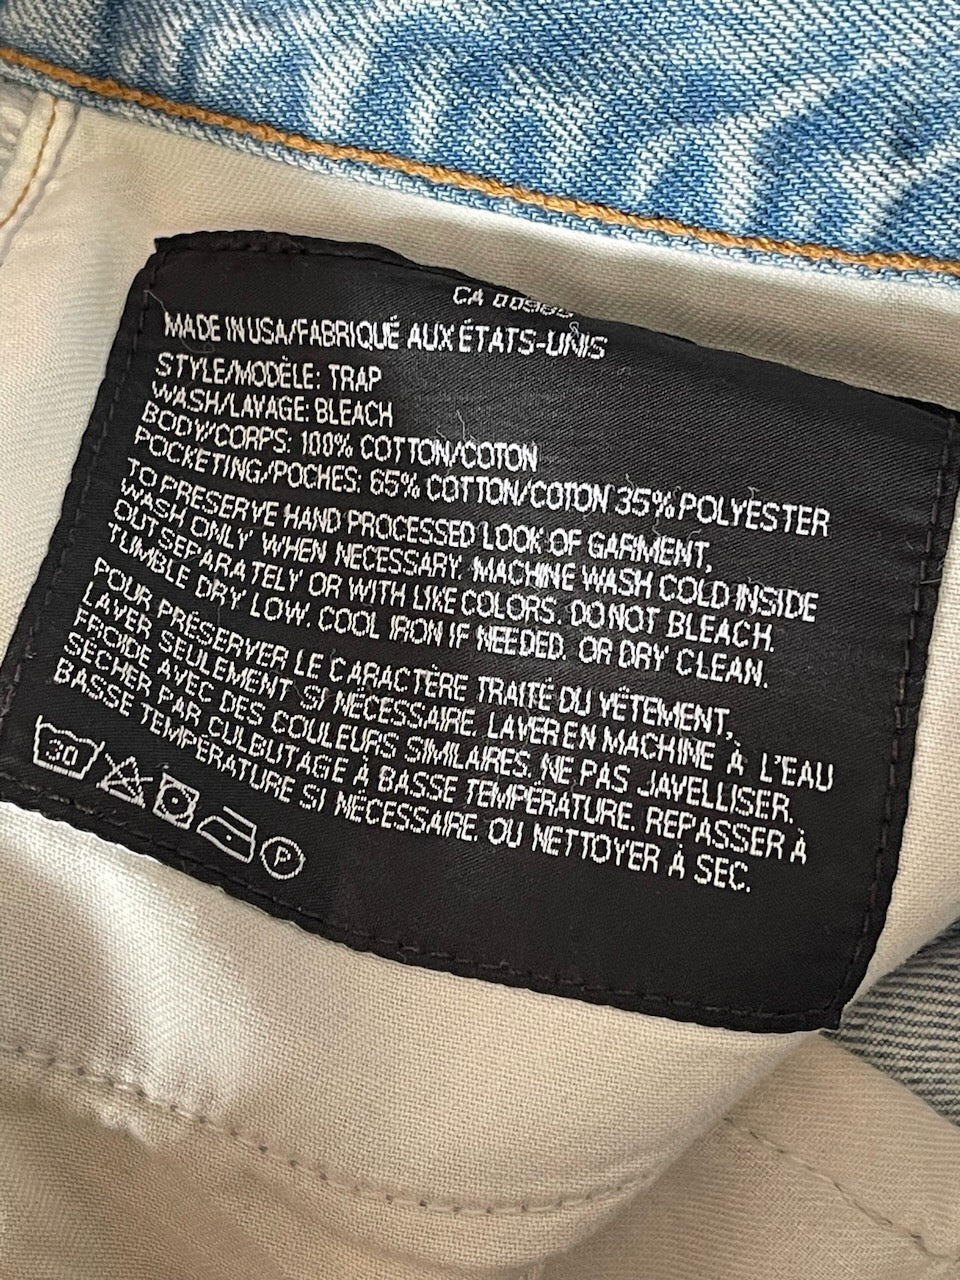 CA
MADE IN USA/FABRIQUÉ AUX ÉTATS-UNIS
STYLE/MODÈLE: TRAP
WASH/LAVAGE: BLEACH
BODY/CORPS: 100% COTTON/COTON
POCKETING/POCHES: 65% COTTON/COTON 35% POLYESTER
TO PRESERVE HAND PROCESSED LOOK OF GARMENT,
WASH ONLY WHEN NECESSARY. MACHINE WASH COLD INSIDE
OUT SEPARATELY OR WITH LIKE COLORS. DO NOT BLEACH.
TUMBLE DRY LOW. COOL IRON IF NEEDED. OR DRY CLEAN.
POUR PRÉSERVER LE CARACTÈRE TRAITÉ DU VÊTEMENT,
LAVER SEULEMENT SI NÉCESSAIRE. LAVER EN MACHINE À L'EAU
FROIDE AVEC DES COULEURS SIMILAIRES. NE PAS JAVELLISER.
SÉCHER PAR CULBUTAGE À BASSE TEMPÉRATURE. REPASSER À
BASSE TEMPÉRATURE SI NÉCESSAIRE. OU NETTOYER À SEC.
30 P